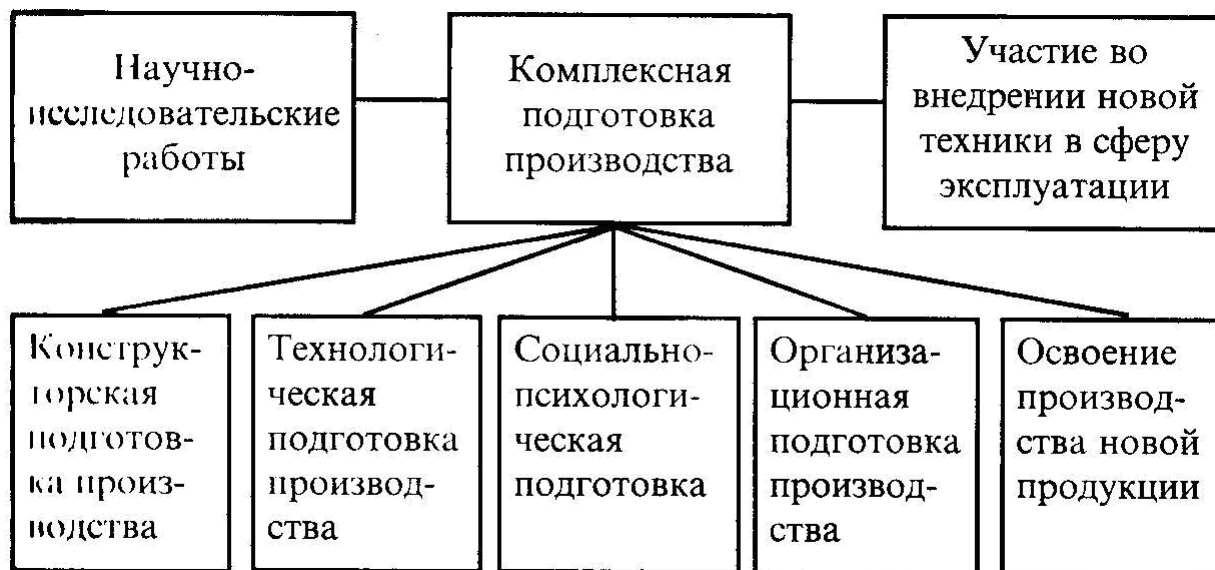 Научно-
исследовательские
работы
Комплексная
подготовка
производства
Участие во
внедрении новой
техники в сферу
эксплуатации
Конструк-
торская
подготов-
ка произ-
водства
Технологи-
ческая
подготовка
производ-
ства
Социально-
психологи-
ческая
подготовка
Организа-
ционная
подготовка
производ-
ства
Освоение
производ-
ства новой
продукции